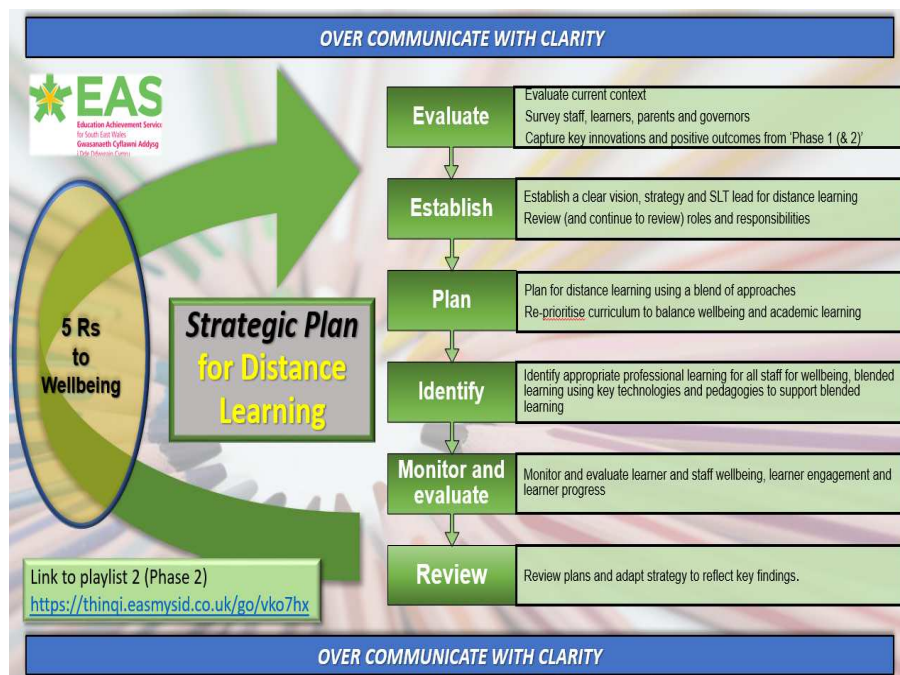 OVER COMMUNICATE WITH CLARITY
EAS
Education Achievement Service
for South East Wales
Gwasanaeth Cyflawni Addysg
i Dde Ddwyrain Cymru
5 Rs
to
Wellbeing
Strategic Plan
for Distance
Learning
Link to playlist 2 (Phase 2)
https://thinqi.easmysid.co.uk/go/vko7hx
Evaluate
Evaluate current context
Survey staff, learners, parents and governors
Capture key innovations and positive outcomes from 'Phase 1 (& 2)'
Establish
Establish a clear vision, strategy and SLT lead for distance learning
Review (and continue to review) roles and responsibilities
Plan
Plan for distance learning using a blend of approaches
Re-prioritise curriculum to balance wellbeing and academic learning
Identify
Identify appropriate professional learning for all staff for wellbeing, blended
learning using key technologies and pedagogies to support blended
learning
Monitor and
evaluate
Monitor and evaluate learner and staff wellbeing, learner engagement and
learner progress
Review
Review plans and adapt strategy to reflect key findings.
OVER COMMUNICATE WITH CLARITY